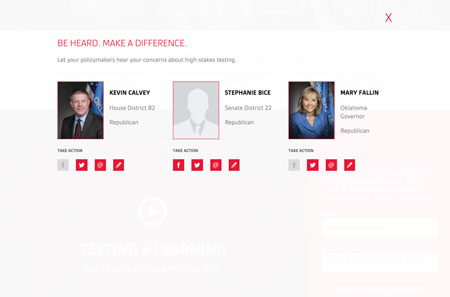 X
BE HEARD. MAKE A DIFFERENCE.
Let your policymakers hear your concerns about high-stakes testing.
KEVIN CALVEY
House District 82
Republican
TAKE ACTION
STEPHANIE BICE
Senate District 22
Republican
TAKE ACTION
MARY FALLIN
Oklahoma
Governor
Republican
TAKE ACTION
TESTING ≠ LEARNING